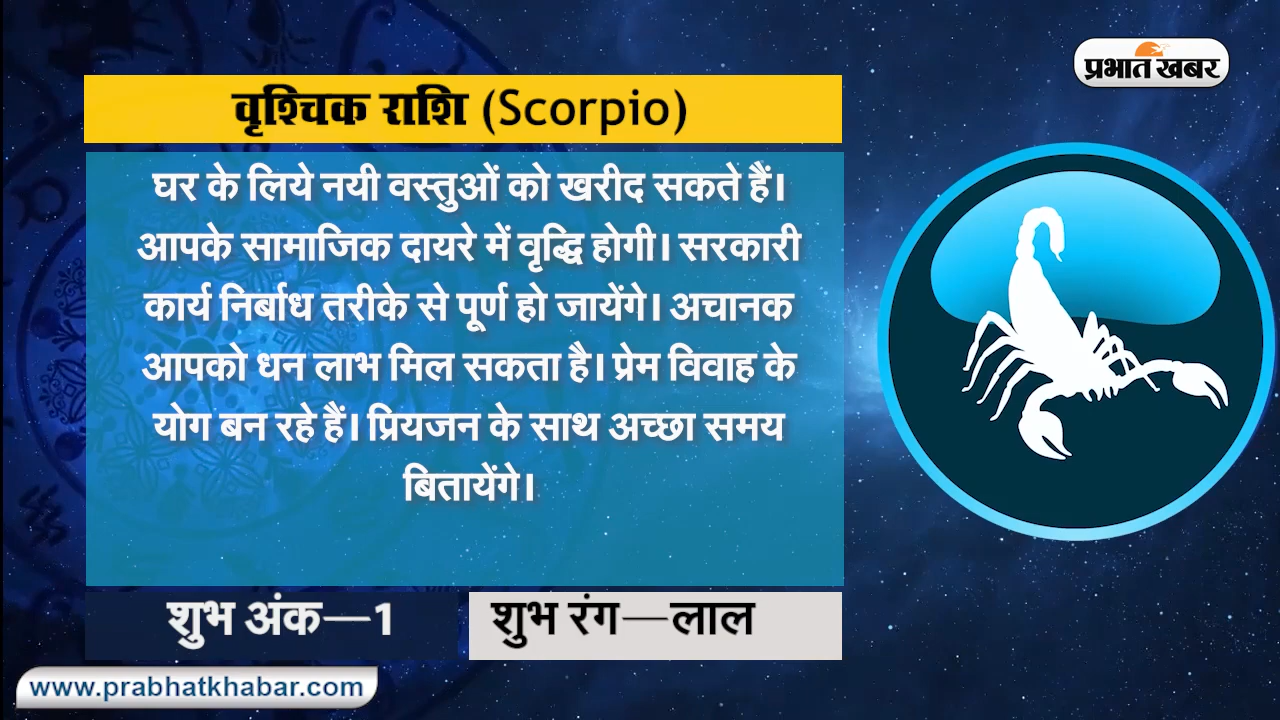 प्रभात खबर
वृश्चिक राशि (Scorpio)
घर के लिये नयी वस्तुओं को खरीद सकते हैं।
आपके सामाजिक दायरे में वृद्धि होगी। सरकारी
कार्य निर्बाध तरीके से पूर्ण हो जायेंगे। अचानक
आपको धन लाभ मिल सकता है। प्रेम विवाह के
योग बन रहे हैं। प्रियजन के साथ अच्छा समय
बितायेंगे।
शुभ अंक—1
शुभ रंग—लाल
www.prabhatkhabar.com